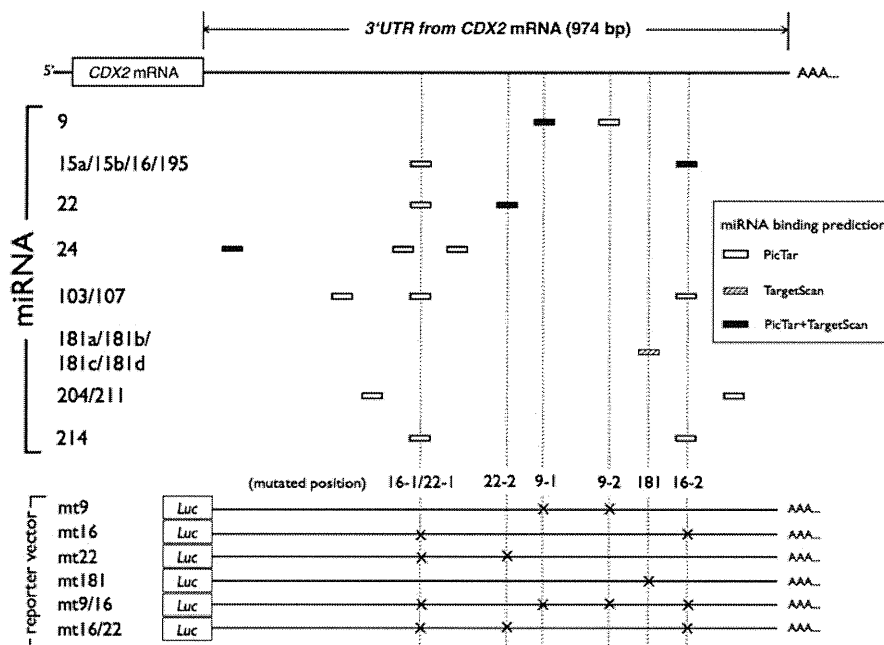 3'UTR from CDX2 mRNA (974 bp)
5'
CDX2 mRNA
AAA...
miRNA
9
15a/15b/16/195
22
24
103/107
181a/181b/
181c/181d
204/211
214
miRNA binding prediction
PicTar
TargetScan
PicTar+TargetScan
(mutated position) 16-1/22-1 22-2 9-1 9-2 181 16-2
reporter vector
mt9 Luc AAA...
mt16 Luc AAA...
mt22 Luc AAA...
mt181 Luc AAA...
mt9/16 Luc AAA...
mt16/22 Luc AAA...